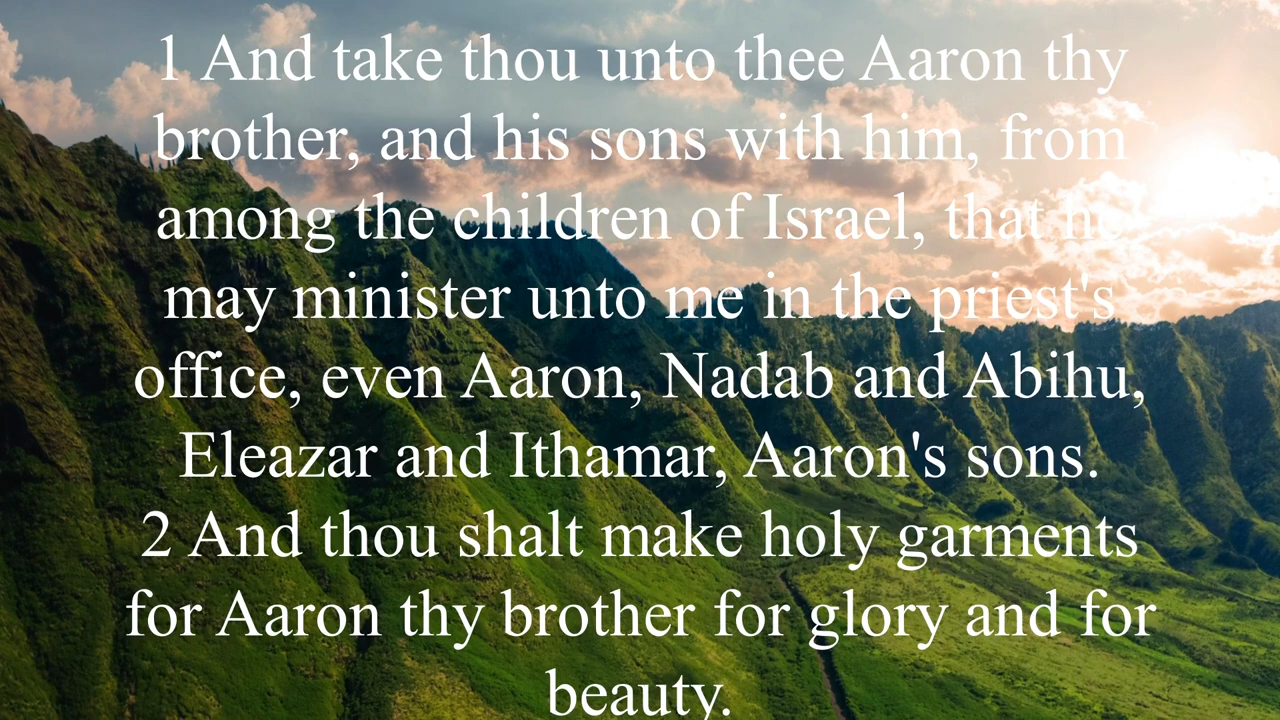 1 And take thou unto thee Aaron thy
brother, and his sons with him, from
among the children of Israel, that he
may minister unto me in the priest's
office, even Aaron, Nadab and Abihu,
Eleazar and Ithamar, Aaron's sons.
2 And thou shalt make holy garments
for Aaron thy brother for glory and for
beauty.